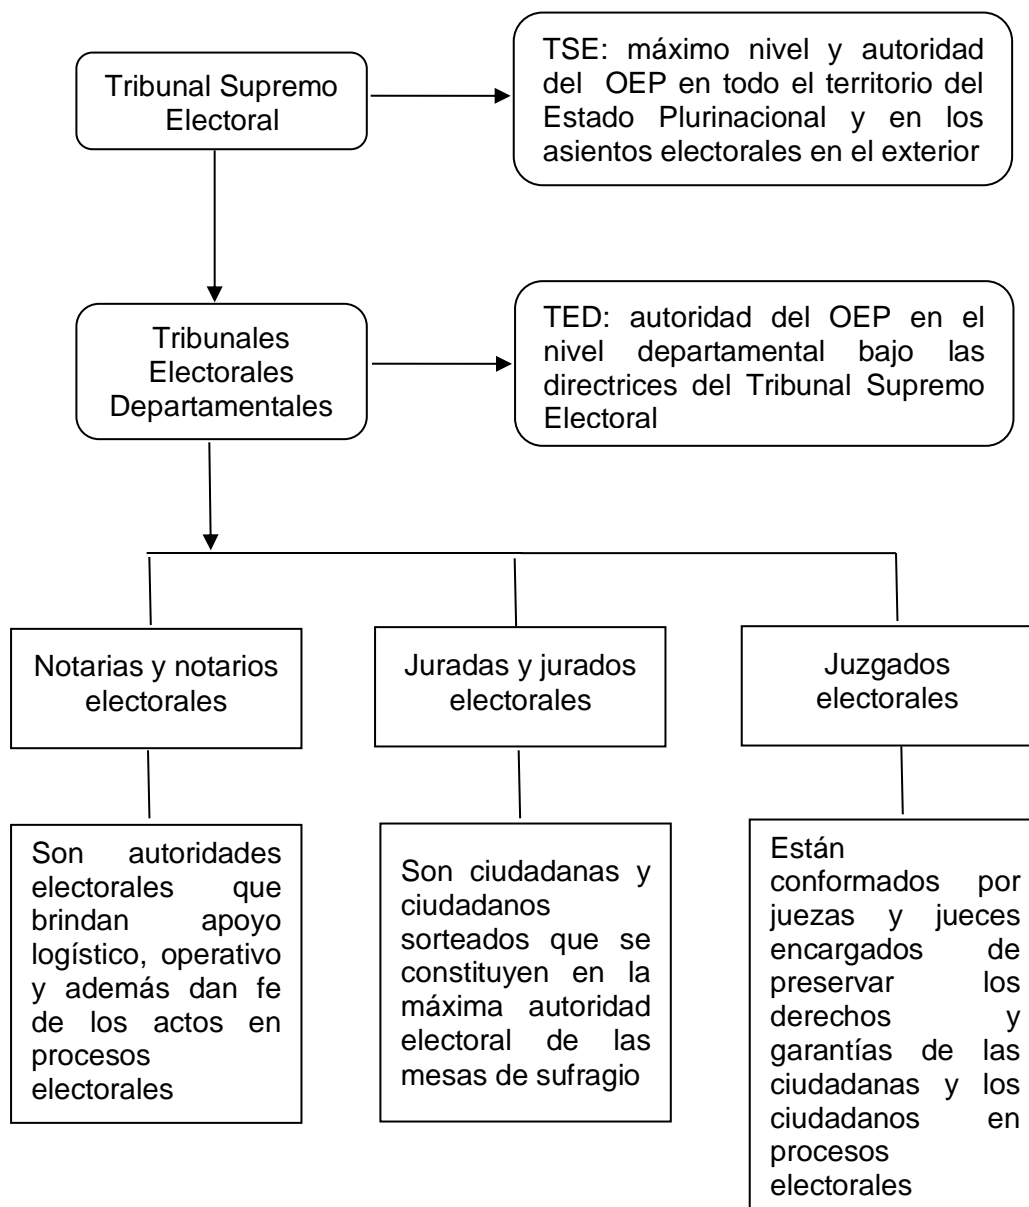 Tribunal Supremo
Electoral
TSE: máximo nivel y autoridad
del OEP en todo el territorio del
Estado Plurinacional y en los
asientos electorales en el exterior
Tribunales
Electorales
Departamentales
TED: autoridad del OEP en el
nivel departamental bajo las
directrices del Tribunal Supremo
Electoral
Notarias y notarios
electorales
Juradas y jurados
electorales
Juzgados
electorales
Son autoridades
electorales que
brindan apoyo
logístico, operativo
y además dan fe
de los actos en
procesos
electorales
Son ciudadanas y
ciudadanos
sorteados que se
constituyen en la
máxima autoridad
electoral de las
mesas de sufragio
Están
conformados por
juezas y jueces
encargados de
preservar los
derechos y
garantías de las
ciudadanas y los
ciudadanos en
procesos
electorales